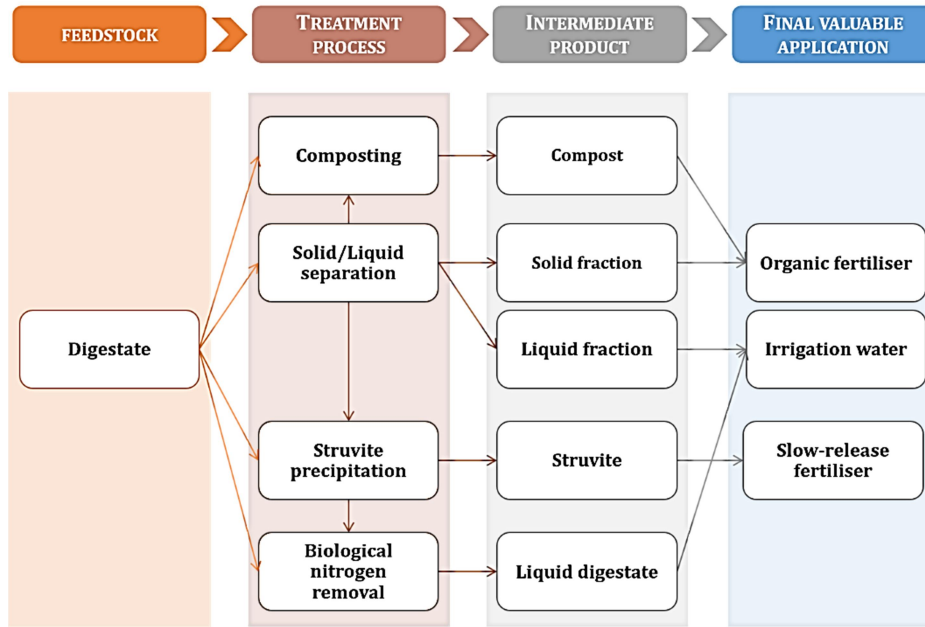 FEEDSTOCK
TREATMENT
PROCESS
INTERMEDIATE
PRODUCT
FINAL VALUABLE
APPLICATION
Digestate
Composting
Solid/Liquid
separation
Struvite
precipitation
Biological
nitrogen
removal
Compost
Solid fraction
Liquid fraction
Struvite
Liquid digestate
Organic fertiliser
Irrigation water
Slow-release
fertiliser